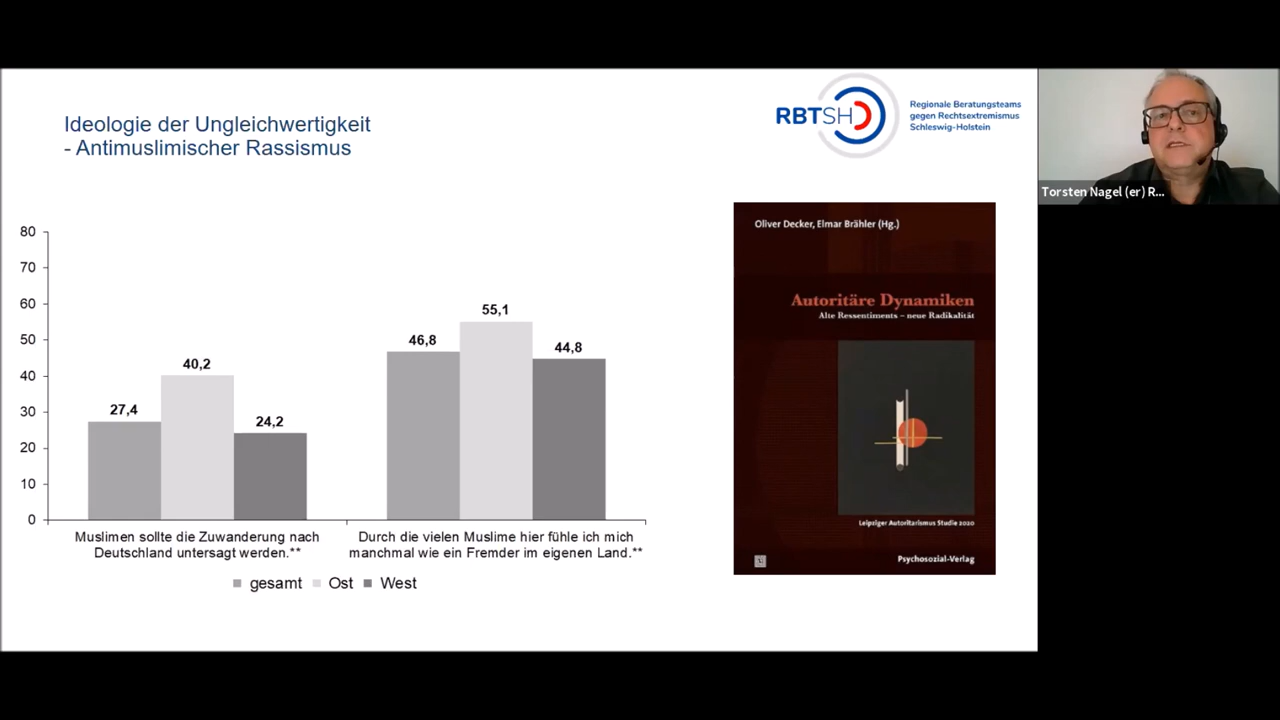 Ideologie der Ungleichwertigkeit
- Antimuslimischer Rassismus
RBTSH
Regionale Beratungsteams
gegen Rechtsextremismus
Schleswig-Holstein
Torsten Nagel (er) R...
80
70
60
50
40
30
20
10
0
27,4
40,2
24,2
46,8
55,1
44,8
Muslimen sollte die Zuwanderung nach
Deutschland untersagt werden.**
Durch die vielen Muslime hier fühle ich mich
manchmal wie ein Fremder im eigenen Land.**
gesamt Ost West
Oliver Decker, Elmar Brähler (Hg.)
Autoritäre Dynamiken
Alte Ressentiments – neue Radikalität
Leipziger Autoritarismus Studie 2020
Psychosozial-Verlag